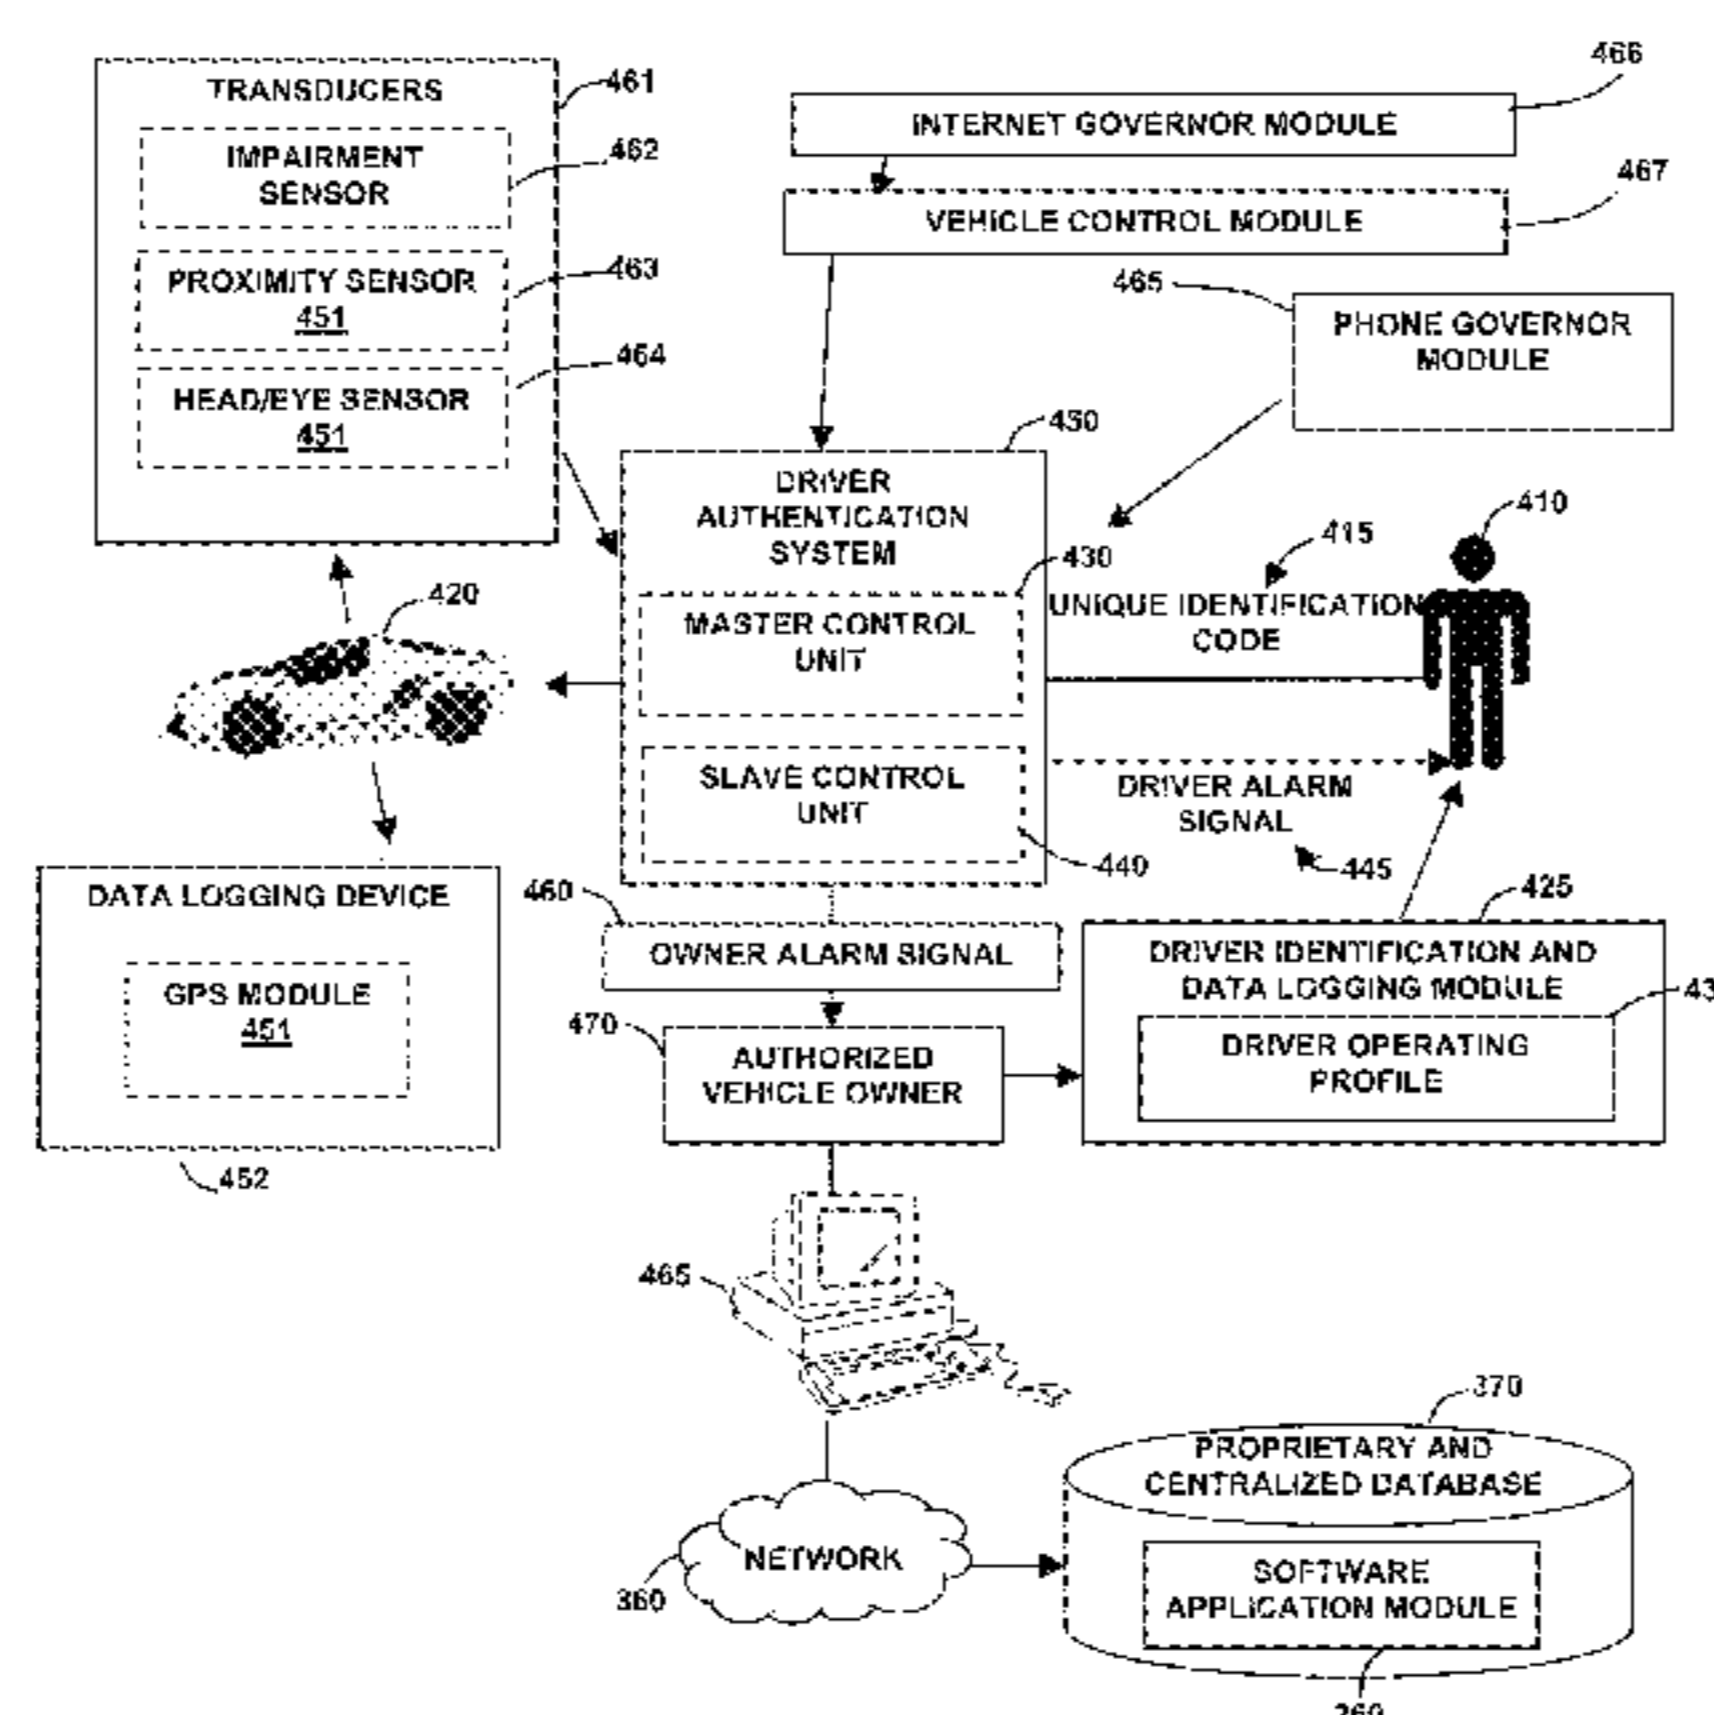 466
TRANSDUCERS
461
INTERNET GOVERNOR MODULE
IMPAIRMENT
SENSOR
462
467
VEHICLE CONTROL MODULE
PROXIMITY SENSOR
451
463
465
PHONE GOVERNOR
MODULE
HEAD/EYE SENSOR
451
464
450
DRIVER
AUTHENTICATION
SYSTEM
410
415
430
420
UNIQUE IDENTIFICATION
CODE
MASTER CONTROL
UNIT
SLAVE CONTROL
UNIT
DRIVER ALARM
SIGNAL
440
445
DATA LOGGING DEVICE
460
425
OWNER ALARM SIGNAL
DRIVER IDENTIFICATION AND
DATA LOGGING MODULE
GPS MODULE
451
43
470
AUTHORIZED
VEHICLE OWNER
DRIVER OPERATING
PROFILE
452
465
370
PROPRIETARY AND
CENTRALIZED DATABASE
NETWORK
360
SOFTWARE
APPLICATION MODULE